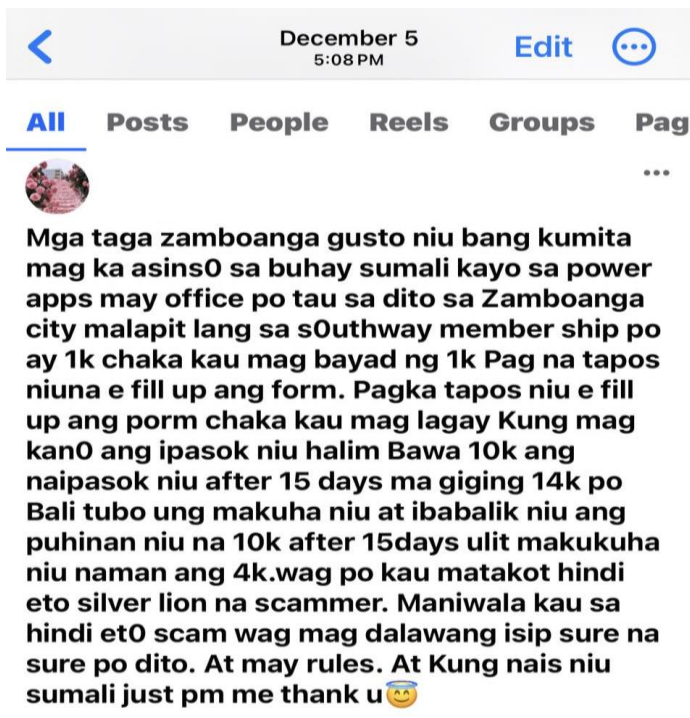 December 5
5:08 PM
Edit
All Posts People Reels Groups Pag
Mga taga zamboanga gusto niu bang kumita
mag ka asins0 sa buhay sumali kayo sa power
apps may office po tau sa dito sa Zamboanga
city malapit lang sa s0uthway member ship po
ay 1k chaka kau mag bayad ng 1k Pag na tapos
niuna e fill up ang form. Pagka tapos niu e fill
up ang porm chaka kau mag lagay Kung mag
kan0 ang ipasok niu halim Bawa 10k ang
naipasok niu after 15 days ma giging 14k po
Bali tubo ung makuha niu at ibabalik niu ang
puhinan niu na 10k after 15days ulit makukuha
niu naman ang 4k.wag po kau matakot hindi
eto silver lion na scammer. Maniwala kau sa
hindi et0 scam wag mag dalawang isip sure na
sure po dito. At may rules. At Kung nais niu
sumali just pm me thank u😇